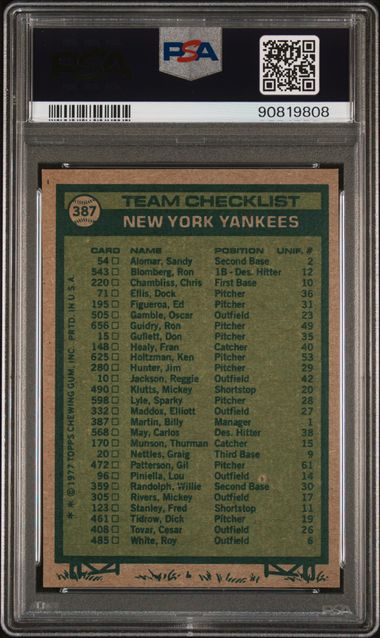 PSA
90819808
387
TEAM CHECKLIST
NEW YORK YANKEES
CARD NAME POSITION UNIF. #
54 □ Alomar, Sandy Second Base 2
543 □ Blomberg, Ron 1B - Des. Hitter 12
220 □ Chambliss, Chris First Base 10
71 □ Ellis, Dock Pitcher 36
195 □ Figueroa, Ed Pitcher 31
505 □ Gamble, Oscar Outfield 23
656 □ Guidry, Ron Pitcher 49
15 □ Gullett, Don Pitcher 35
148 □ Healy, Fran Catcher 40
625 □ Holtzman, Ken Pitcher 53
280 □ Hunter, Jim Pitcher 29
10 □ Jackson, Reggie Outfield 42
490 □ Klutts, Mickey Shortstop 20
598 □ Lyle, Sparky Pitcher 28
332 □ Maddox, Elliott Outfield 27
387 □ Martin, Billy Manager 1
568 □ May, Carlos Des. Hitter 38
170 □ Munson, Thurman Catcher 15
20 □ Nettles, Graig Third Base 9
472 □ Patterson, Gil Pitcher 61
96 □ Piniella, Lou Outfield 14
359 □ Randolph, Willie Second Base 30
305 □ Rivers, Mickey Outfield 17
123 □ Stanley, Fred Shortstop 11
461 □ Tidrow, Dick Pitcher 19
408 □ Tovar, Cesar Outfield 26
485 □ White, Roy Outfield 6
* * © 1977 TOPPS CHEWING GUM, INC. PRTD. IN U.S.A.
PSA